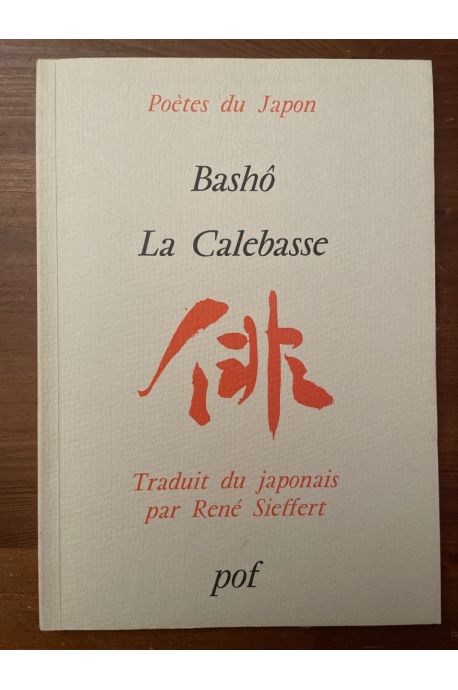 Poètes du Japon
Bashô
La Calebasse
俳
Traduit du japonais
par René Sieffert
pof